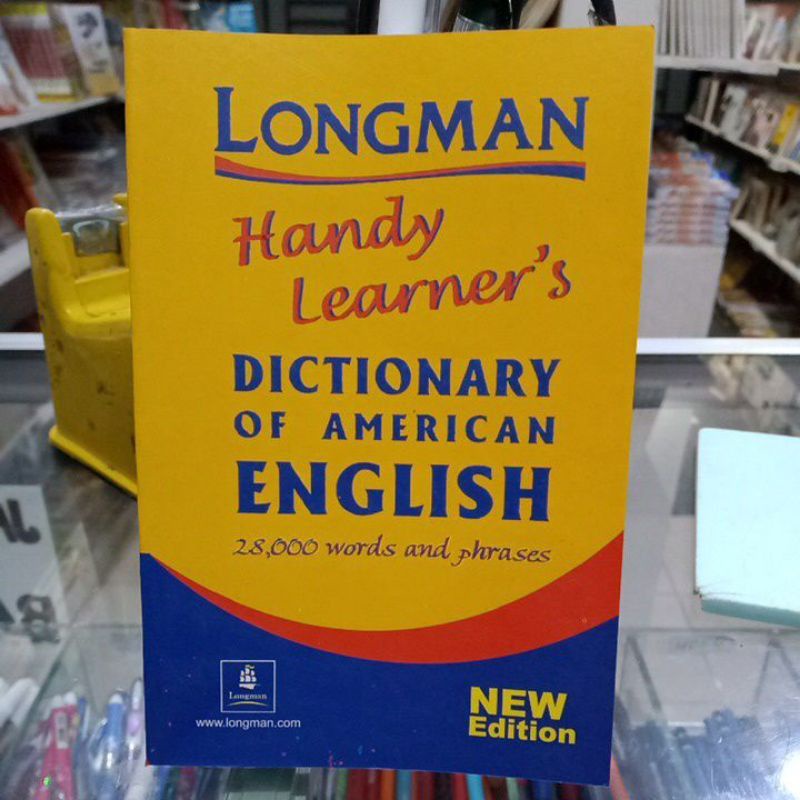 LONGMAN
Handy
Learner's
DICTIONARY
OF AMERICAN
ENGLISH
28,000 words and phrases
Longman
www.longman.com
NEW
Edition